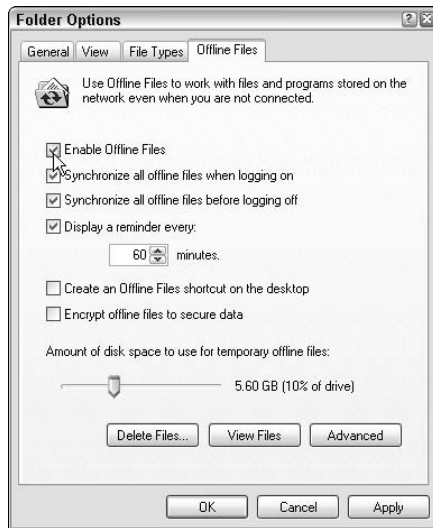 Folder Options
General View File Types Offline Files
Use Offline Files to work with files and programs stored on the
network even when you are not connected.
Enable Offline Files
Synchronize all offline files when logging on
Synchronize all offline files before logging off
Display a reminder every:
60 minutes.
Create an Offline Files shortcut on the desktop
Encrypt offline files to secure data
Amount of disk space to use for temporary offline files:
5.60 GB (10% of drive)
Delete Files... View Files Advanced
OK Cancel Apply